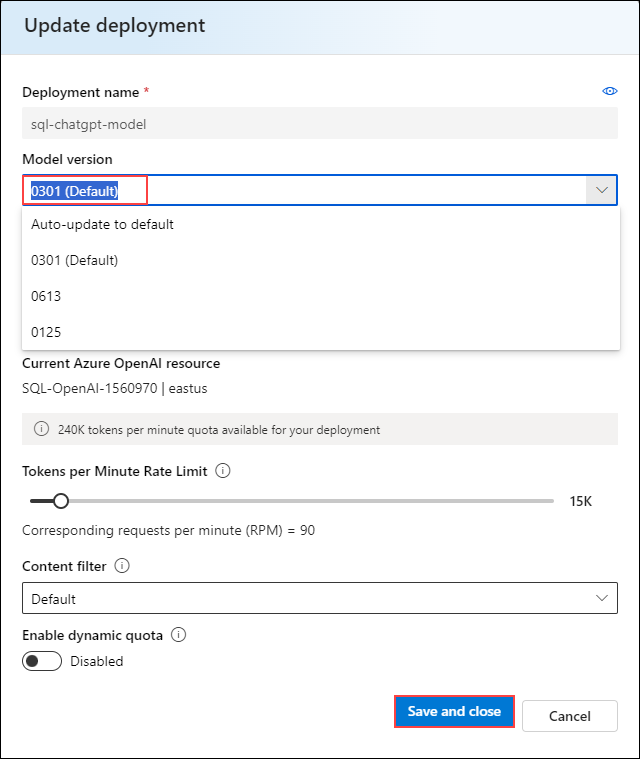 Update deployment
Deployment name *
sql-chatgpt-model
Model version
0301 (Default)
Auto-update to default
0301 (Default)
0613
0125
Current Azure OpenAI resource
SQL-OpenAI-1560970 | eastus
240K tokens per minute quota available for your deployment
Tokens per Minute Rate Limit
15K
Corresponding requests per minute (RPM) = 90
Content filter
Default
Enable dynamic quota
Disabled
Save and close Cancel